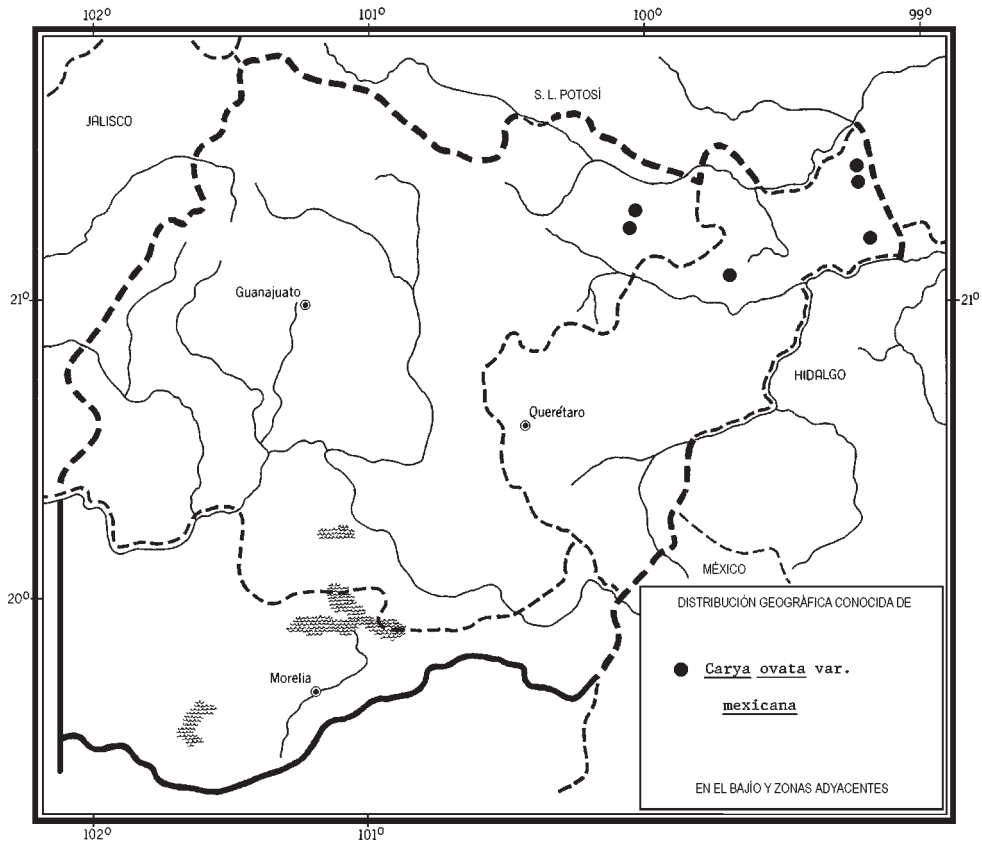 102° 101° 100° 99°
S. L. POTOSÍ
JALISCO
Guanajuato
21° 21°
HIDALGO
Querétaro
MÉXICO
20°
DISTRIBUCIÓN GEOGRÀFICA CONOCIDA DE
Carya ovata var.
mexicana
Morelia
EN EL BAJÍO Y ZONAS ADYACENTES
102° 101°